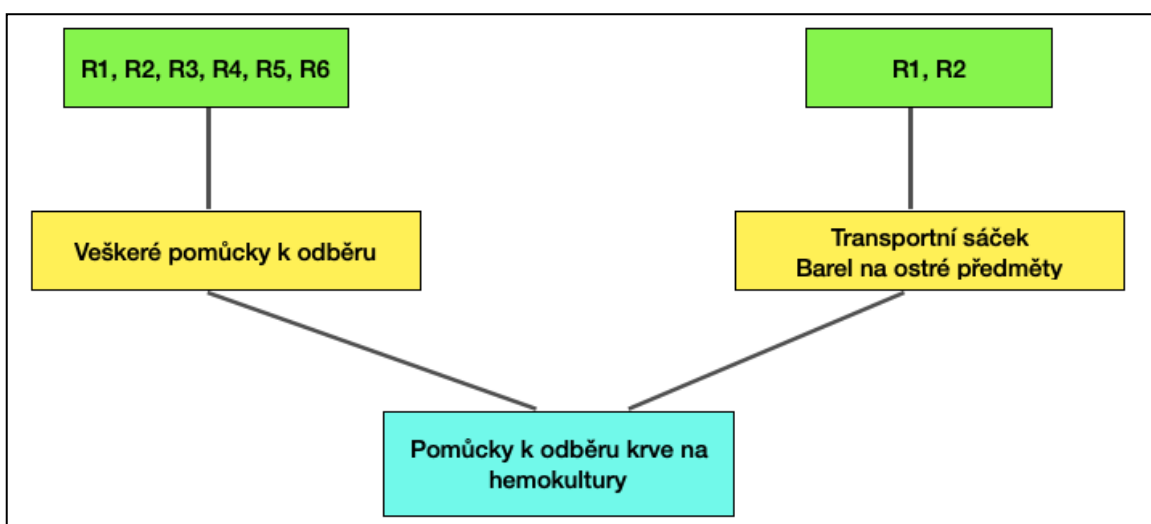 R1, R2, R3, R4, R5, R6
R1, R2
Veškeré pomůcky k odběru
Transportní sáček
Barel na ostré předměty
Pomůcky k odběru krve na
hemokultury